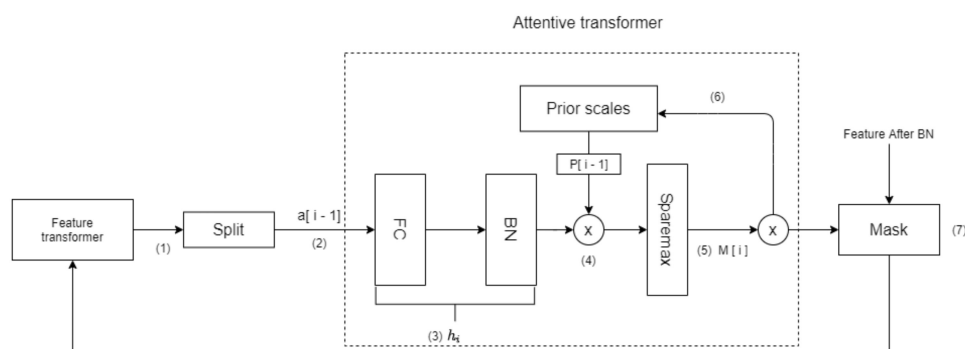 Attentive transformer
Prior scales
(6)
Feature After BN
P[ i - 1]
Feature
transformer
(1)
Split
a[ i - 1]
(2)
FC
BN
x
(4)
Sparemax
(5) M [ i ]
x
Mask
(7)
(3) hᵢ